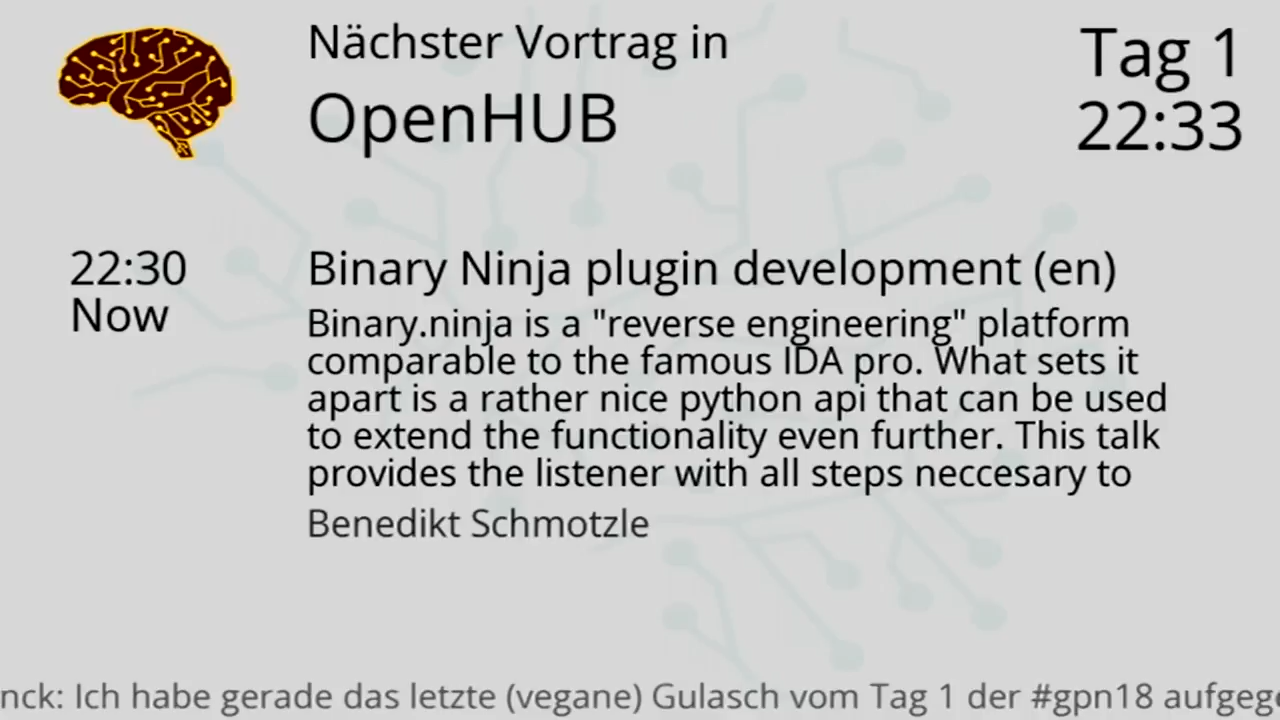 Nächster Vortrag in
OpenHUB
Tag 1
22:33
22:30
Now
Binary Ninja plugin development (en)
Binary.ninja is a "reverse engineering" platform
comparable to the famous IDA pro. What sets it
apart is a rather nice python api that can be used
to extend the functionality even further. This talk
provides the listener with all steps neccesary to
Benedikt Schmotzle
nck: Ich habe gerade das letzte (vegane) Gulasch vom Tag 1 der #gpn18 aufgege